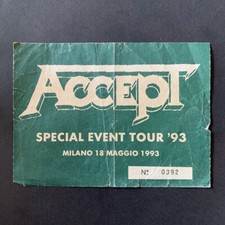 ACCEPT
SPECIAL EVENT TOUR '93
MILANO 18 MAGGIO 1993
Nº 0392